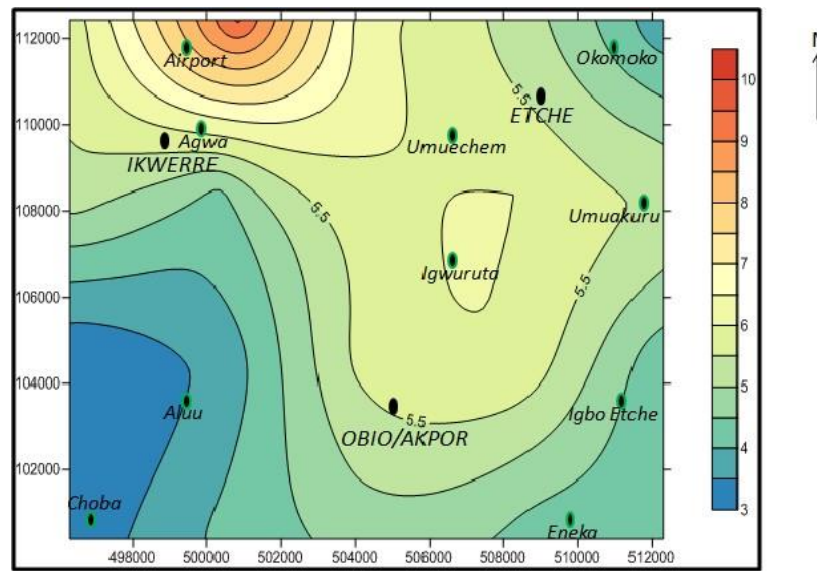 N
112000
Airport
Okomoko
10
5.5
ETCHE
110000
Agwa
IKWERRE
Umuechem
9
108000
5.5
Umuakuru
8
Igwuruta
7
106000
5.5
6
104000
Aluu
5.5
Igbo Etche
5
OBIO/AKPOR
102000
4
Choba
Eneka
3
498000 500000 502000 504000 506000 508000 510000 512000